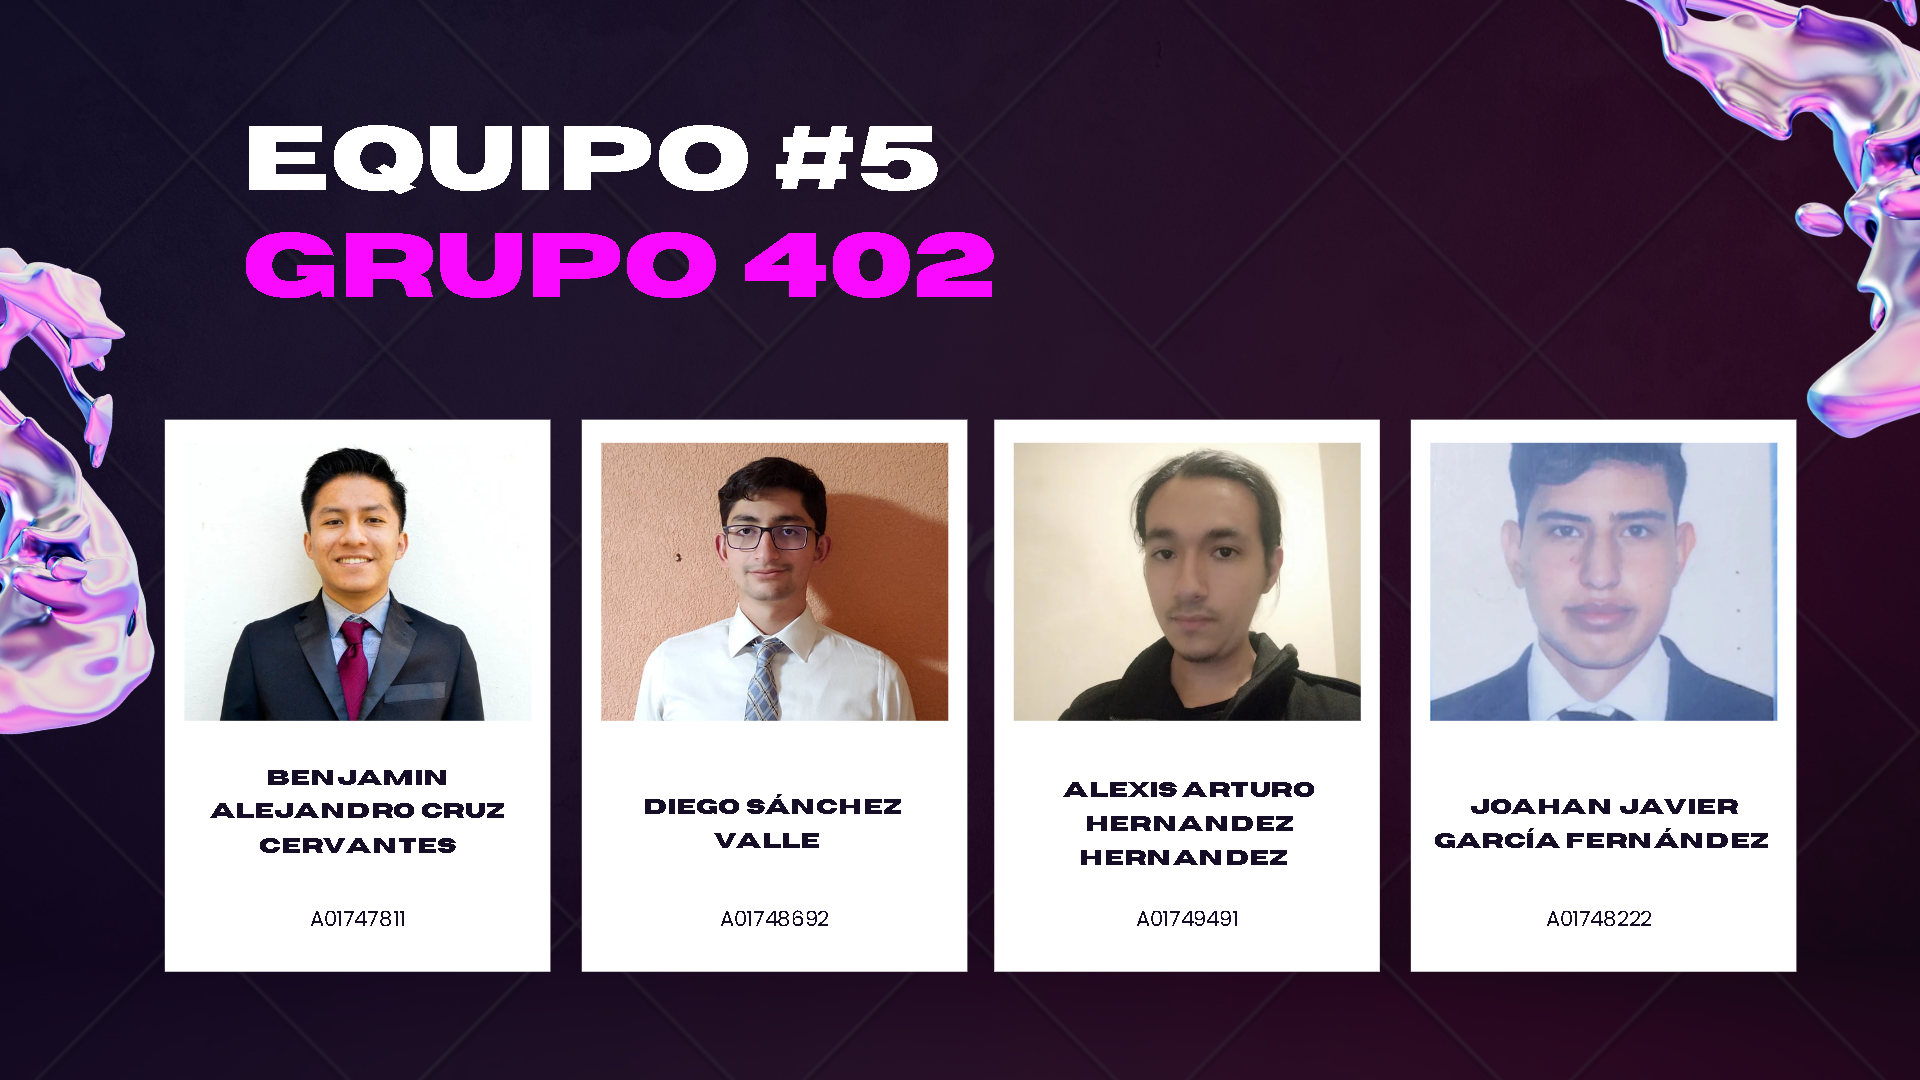 EQUIPO #5
GRUPO 402
BENJAMIN
ALEJANDRO CRUZ
CERVANTES
A01747811
DIEGO SÁNCHEZ
VALLE
A01748692
ALEXIS ARTURO
HERNANDEZ
HERNANDEZ
A01749491
JOAHAN JAVIER
GARCÍA FERNÁNDEZ
A01748222